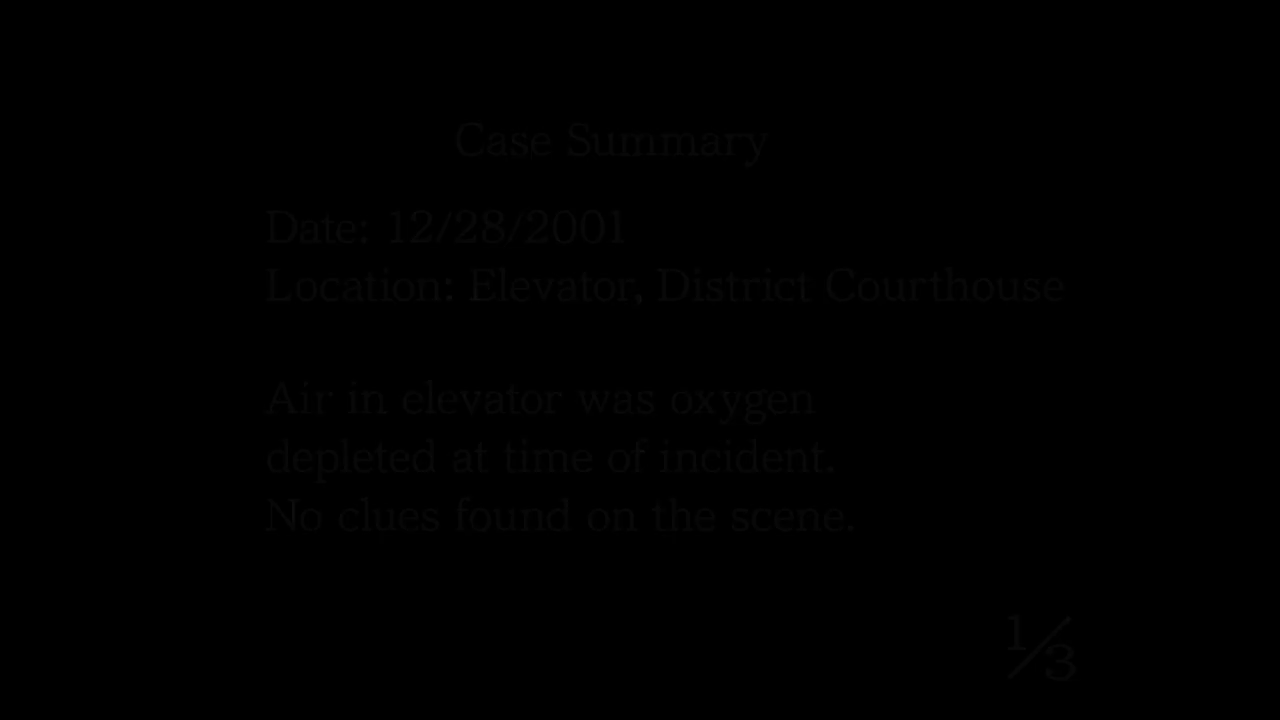 Case Summary
Date: 12/28/2001
Location: Elevator, District Courthouse
Air in elevator was oxygen
depleted at time of incident.
No clues found on the scene.
1/3